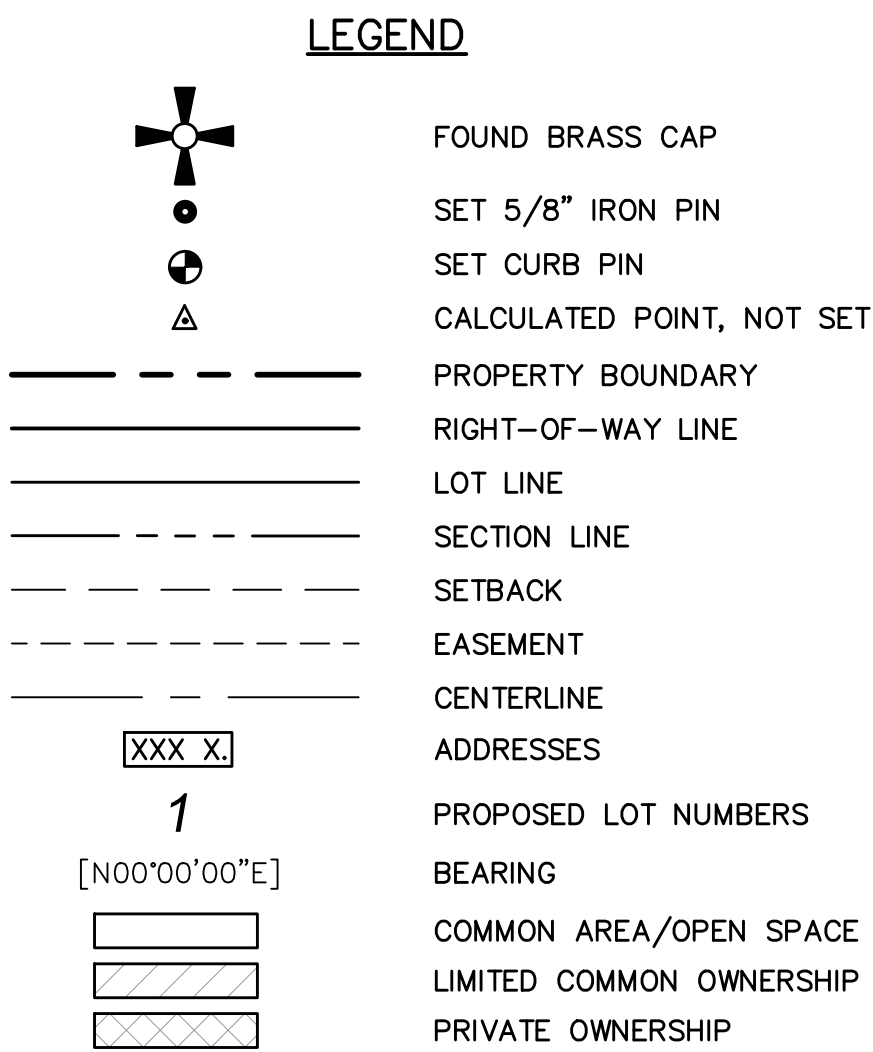 LEGEND
FOUND BRASS CAP
SET 5/8” IRON PIN
SET CURB PIN
CALCULATED POINT, NOT SET
PROPERTY BOUNDARY
RIGHT-OF-WAY LINE
LOT LINE
SECTION LINE
SETBACK
EASEMENT
CENTERLINE
XXX X. ADDRESSES
1 PROPOSED LOT NUMBERS
[N00°00'00”E] BEARING
COMMON AREA/OPEN SPACE
LIMITED COMMON OWNERSHIP
PRIVATE OWNERSHIP